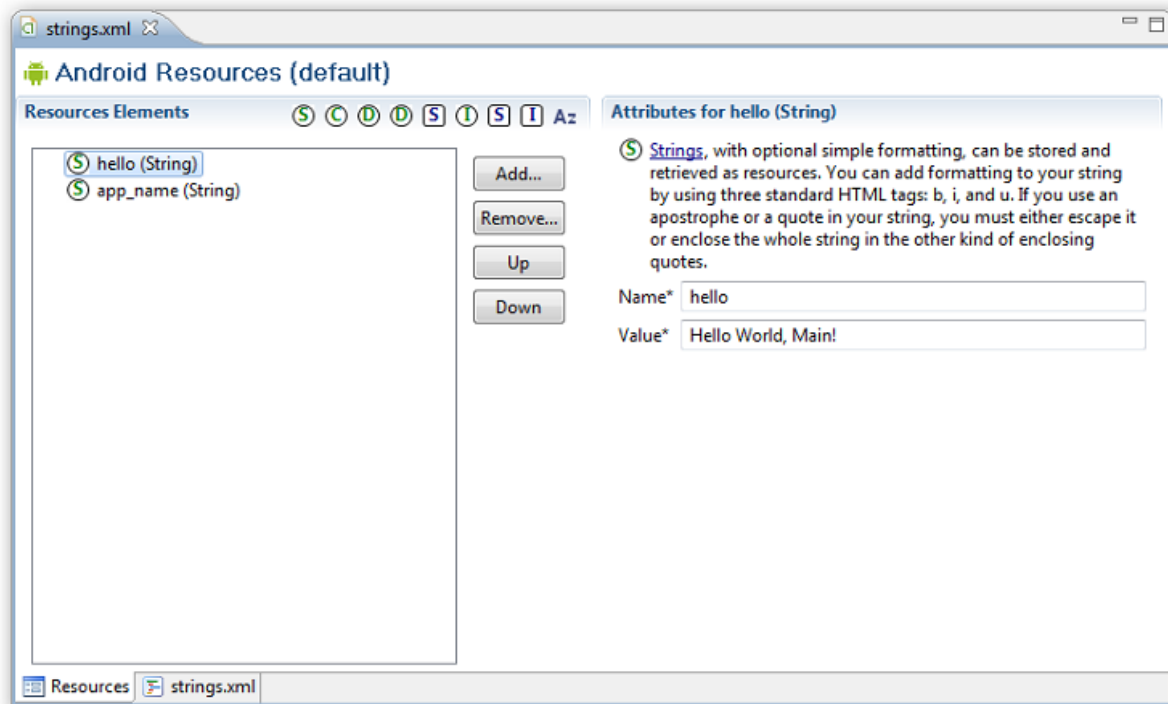 strings.xml
Android Resources (default)
Resources Elements
S C D D S I S I Az
Attributes for hello (String)
S hello (String)
S app_name (String)
Add...
Remove...
Up
Down
S Strings, with optional simple formatting, can be stored and
retrieved as resources. You can add formatting to your string
by using three standard HTML tags: b, i, and u. If you use an
apostrophe or a quote in your string, you must either escape it
or enclose the whole string in the other kind of enclosing
quotes.
Name* hello
Value* Hello World, Main!
Resources strings.xml